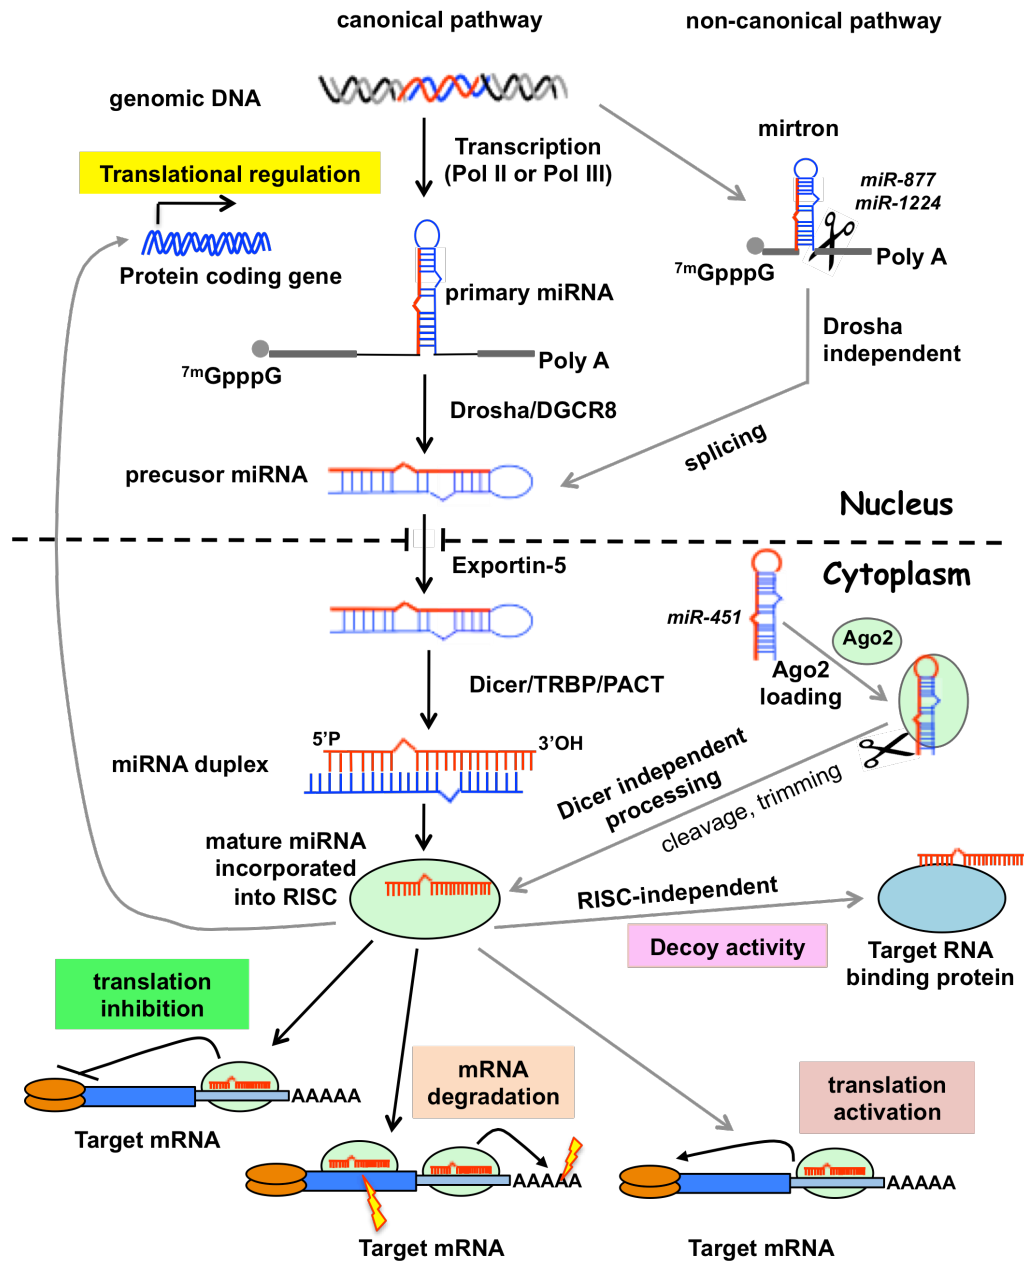 canonical pathway
non-canonical pathway
genomic DNA
Transcription
(Pol II or Pol III)
mirtron
miR-877
miR-1224
Translational regulation
Protein coding gene
primary miRNA
7mGpppG
Poly A
7mGpppG
Poly A
Drosha
independent
Drosha/DGCR8
splicing
precusor miRNA
Nucleus
Exportin-5
Cytoplasm
miR-451
Ago2
Ago2
loading
Dicer/TRBP/PACT
5'P
3'OH
miRNA duplex
Dicer independent
processing
cleavage, trimming
mature miRNA
incorporated
into RISC
RISC-independent
Decoy activity
Target RNA
binding protein
translation
inhibition
AAAAA
Target mRNA
mRNA
degradation
AAAAA
Target mRNA
translation
activation
AAAAA
Target mRNA